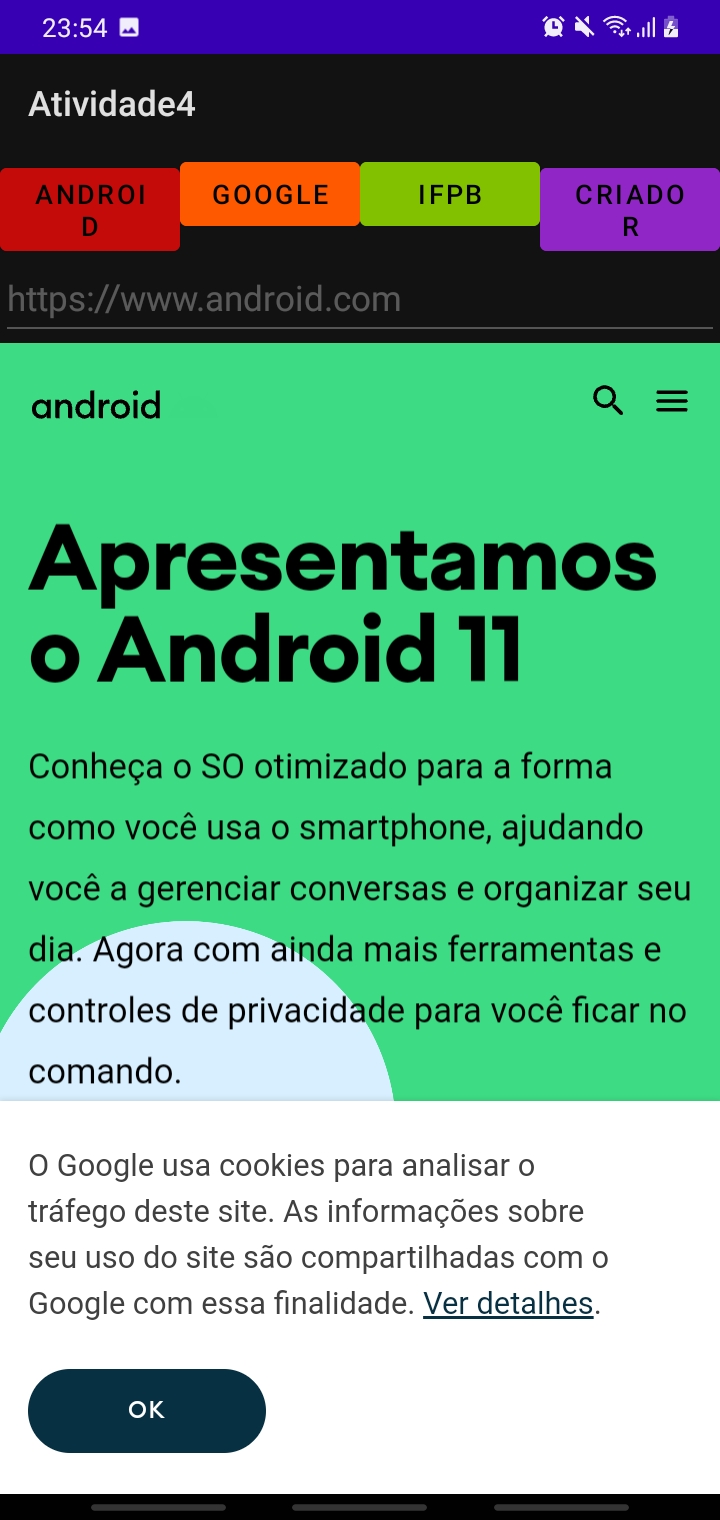 23:54
Atividade4
ANDROI
D
GOOGLE
IFPB
CRIADO
R
https://www.android.com
android
Apresentamos
o Android 11
Conheça o SO otimizado para a forma
como você usa o smartphone, ajudando
você a gerenciar conversas e organizar seu
dia. Agora com ainda mais ferramentas e
controles de privacidade para você ficar no
comando.
O Google usa cookies para analisar o
tráfego deste site. As informações sobre
seu uso do site são compartilhadas com o
Google com essa finalidade. Ver detalhes.
OK